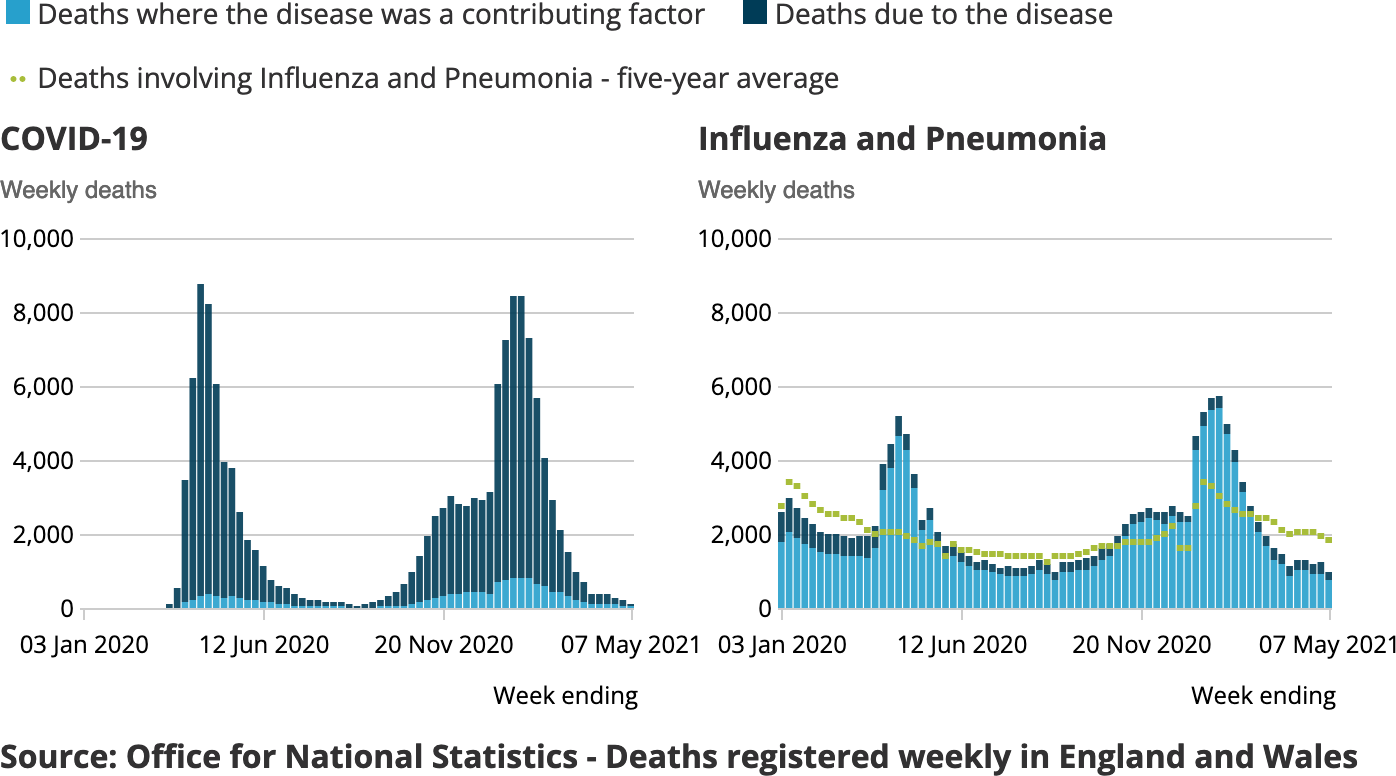 Deaths where the disease was a contributing factor
Deaths due to the disease
Deaths involving Influenza and Pneumonia - five-year average
COVID-19
Weekly deaths
10,000
8,000
6,000
4,000
2,000
0
03 Jan 2020
12 Jun 2020
20 Nov 2020
07 May 2021
Week ending
Influenza and Pneumonia
Weekly deaths
10,000
8,000
6,000
4,000
2,000
0
03 Jan 2020
12 Jun 2020
20 Nov 2020
07 May 2021
Week ending
Source: Office for National Statistics - Deaths registered weekly in England and Wales